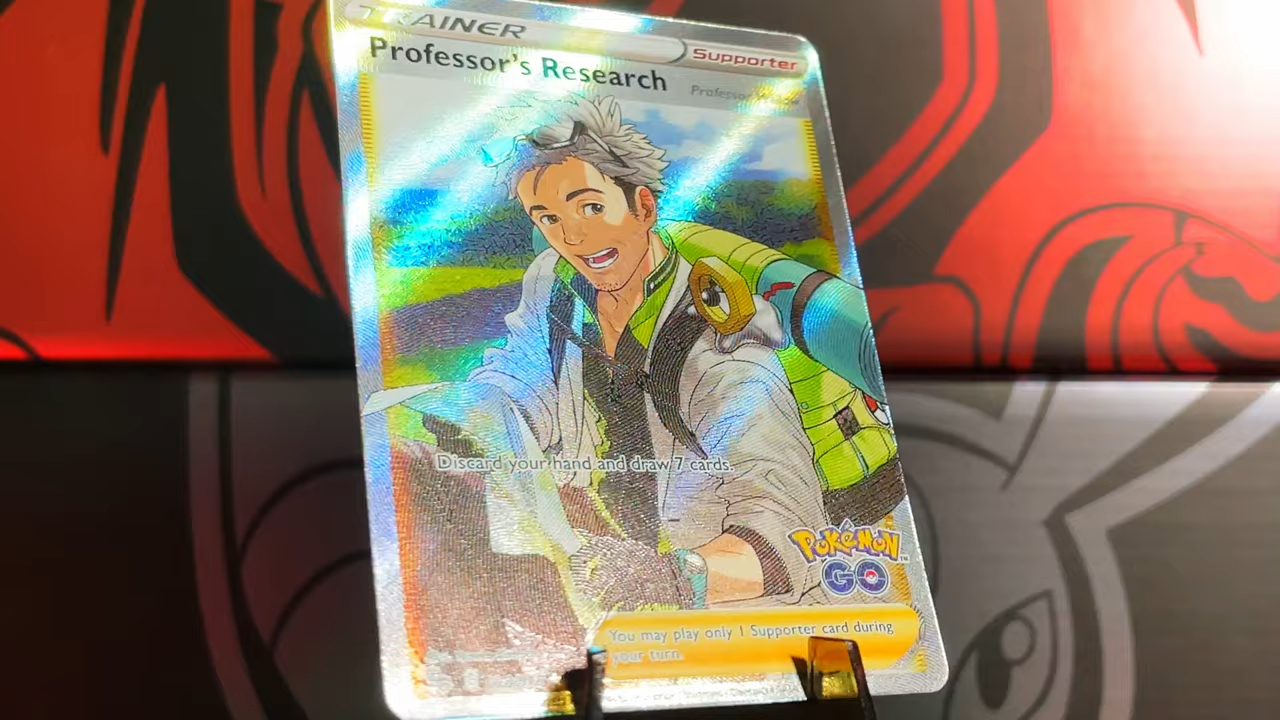 TRAINER
Supporter
Professor's Research
Professor
Discard your hand and draw 7 cards.
POKÉMON
GO
You may play only 1 Supporter card during
your turn.